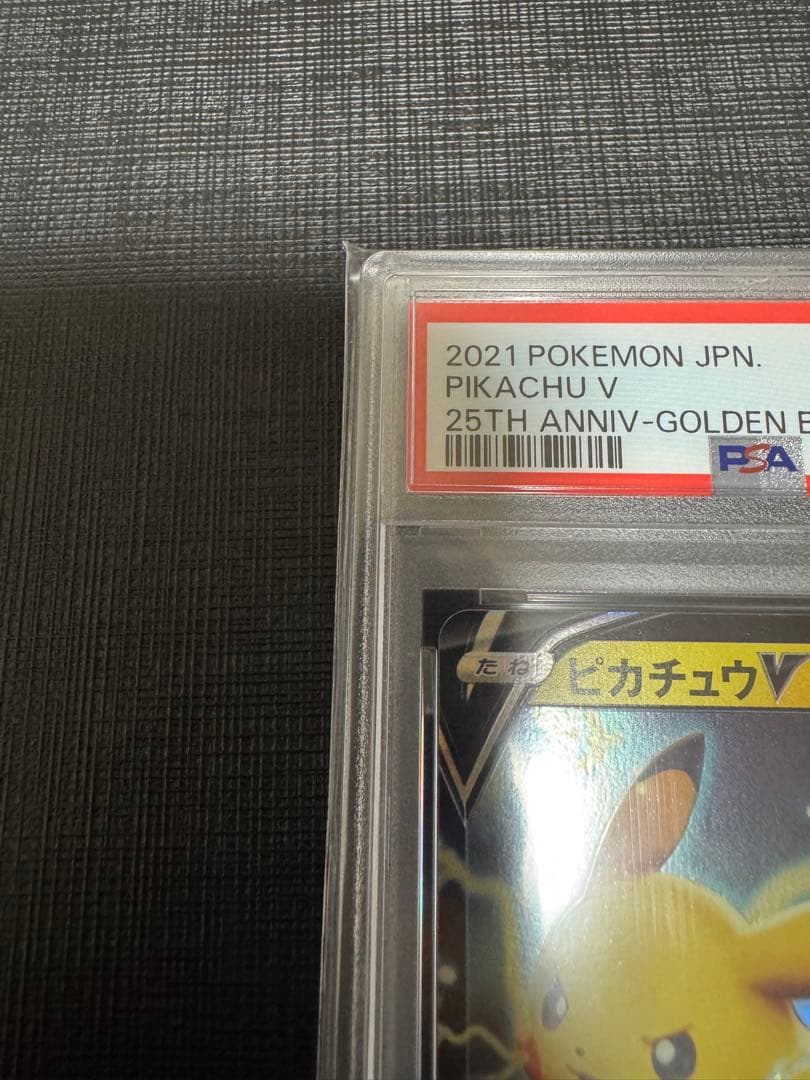 2021 POKEMON JPN.
PIKACHU V
25TH ANNIV-GOLDEN
PSA
たね ピカチュウV